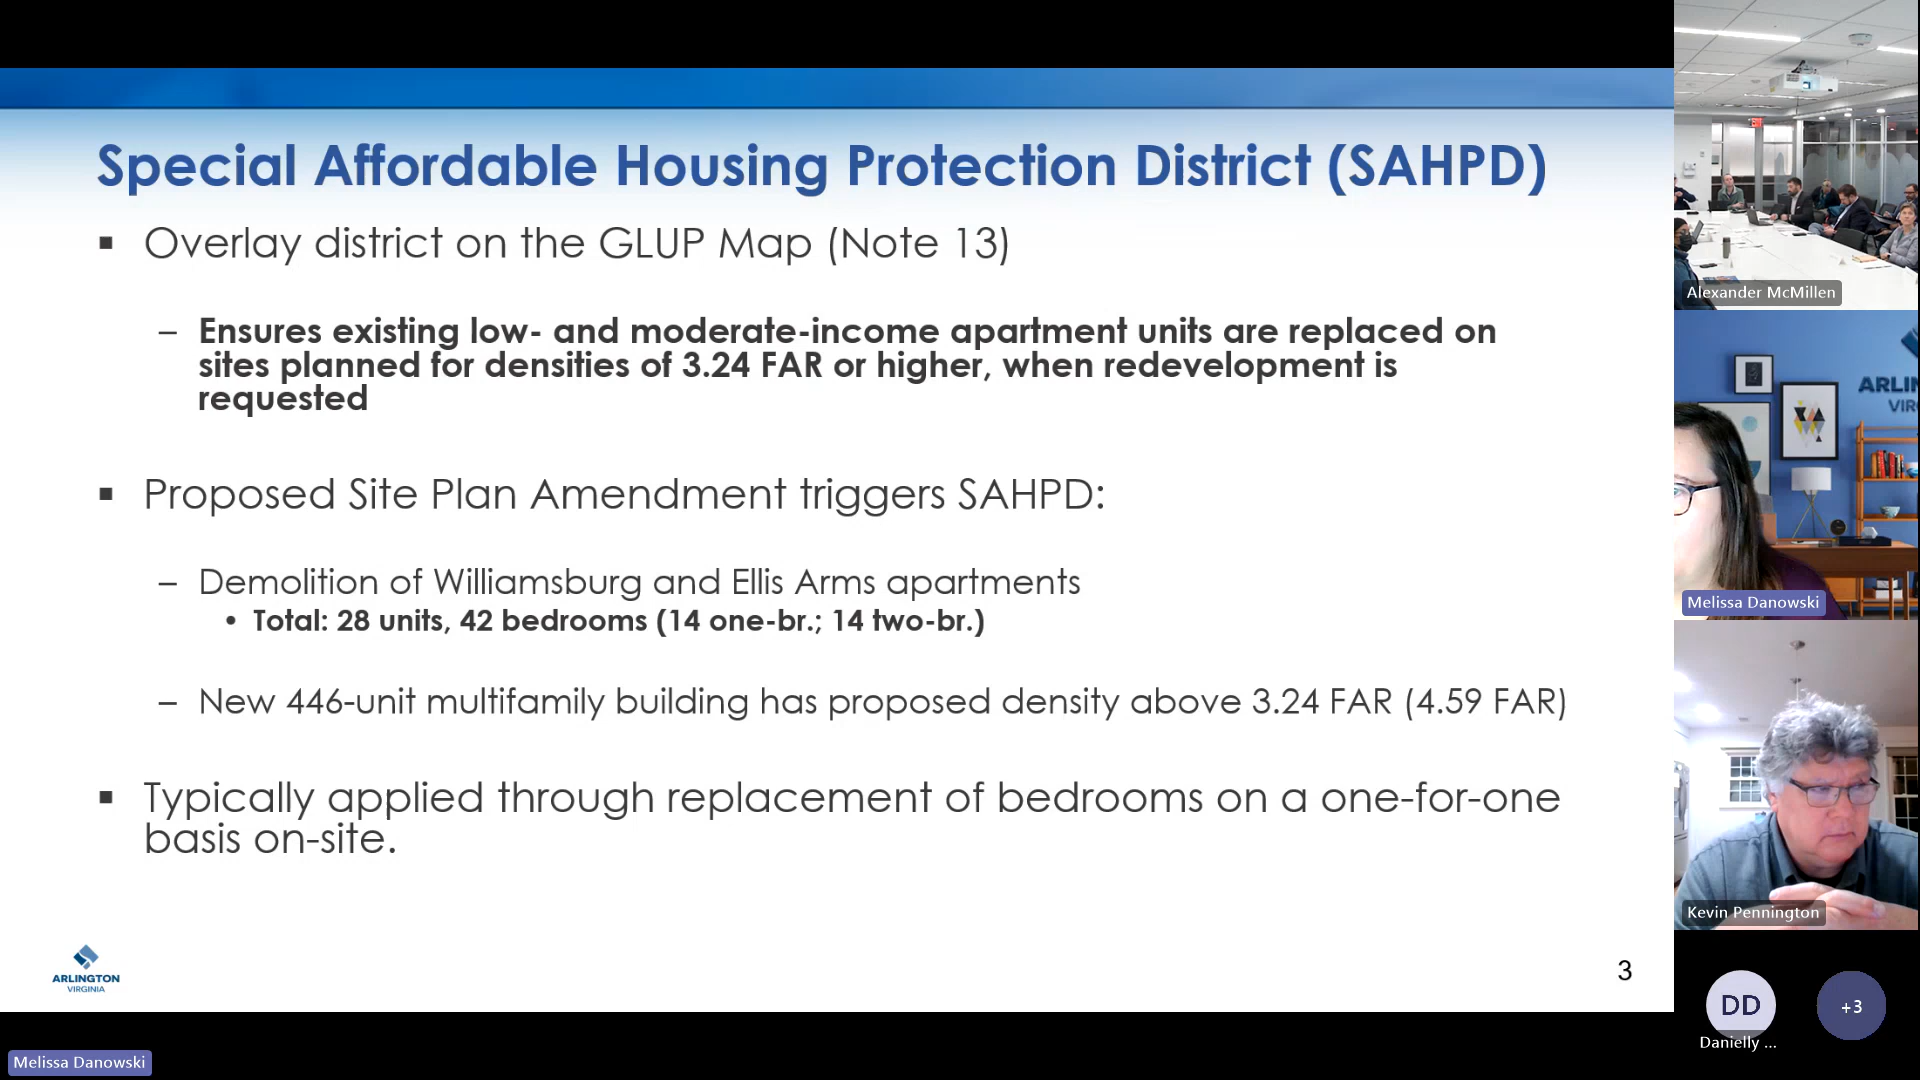 Special Affordable Housing Protection District (SAHPD)
▪ Overlay district on the GLUP Map (Note 13)
– Ensures existing low- and moderate-income apartment units are replaced on
sites planned for densities of 3.24 FAR or higher, when redevelopment is
requested
▪ Proposed Site Plan Amendment triggers SAHPD:
– Demolition of Williamsburg and Ellis Arms apartments
• Total: 28 units, 42 bedrooms (14 one-br.; 14 two-br.)
– New 446-unit multifamily building has proposed density above 3.24 FAR (4.59 FAR)
▪ Typically applied through replacement of bedrooms on a one-for-one
basis on-site.
ARLINGTON
VIRGINIA
3
Melissa Danowski
Alexander McMillen
ARLIN
VIR
Melissa Danowski
Kevin Pennington
DD
Danielly ...
+3